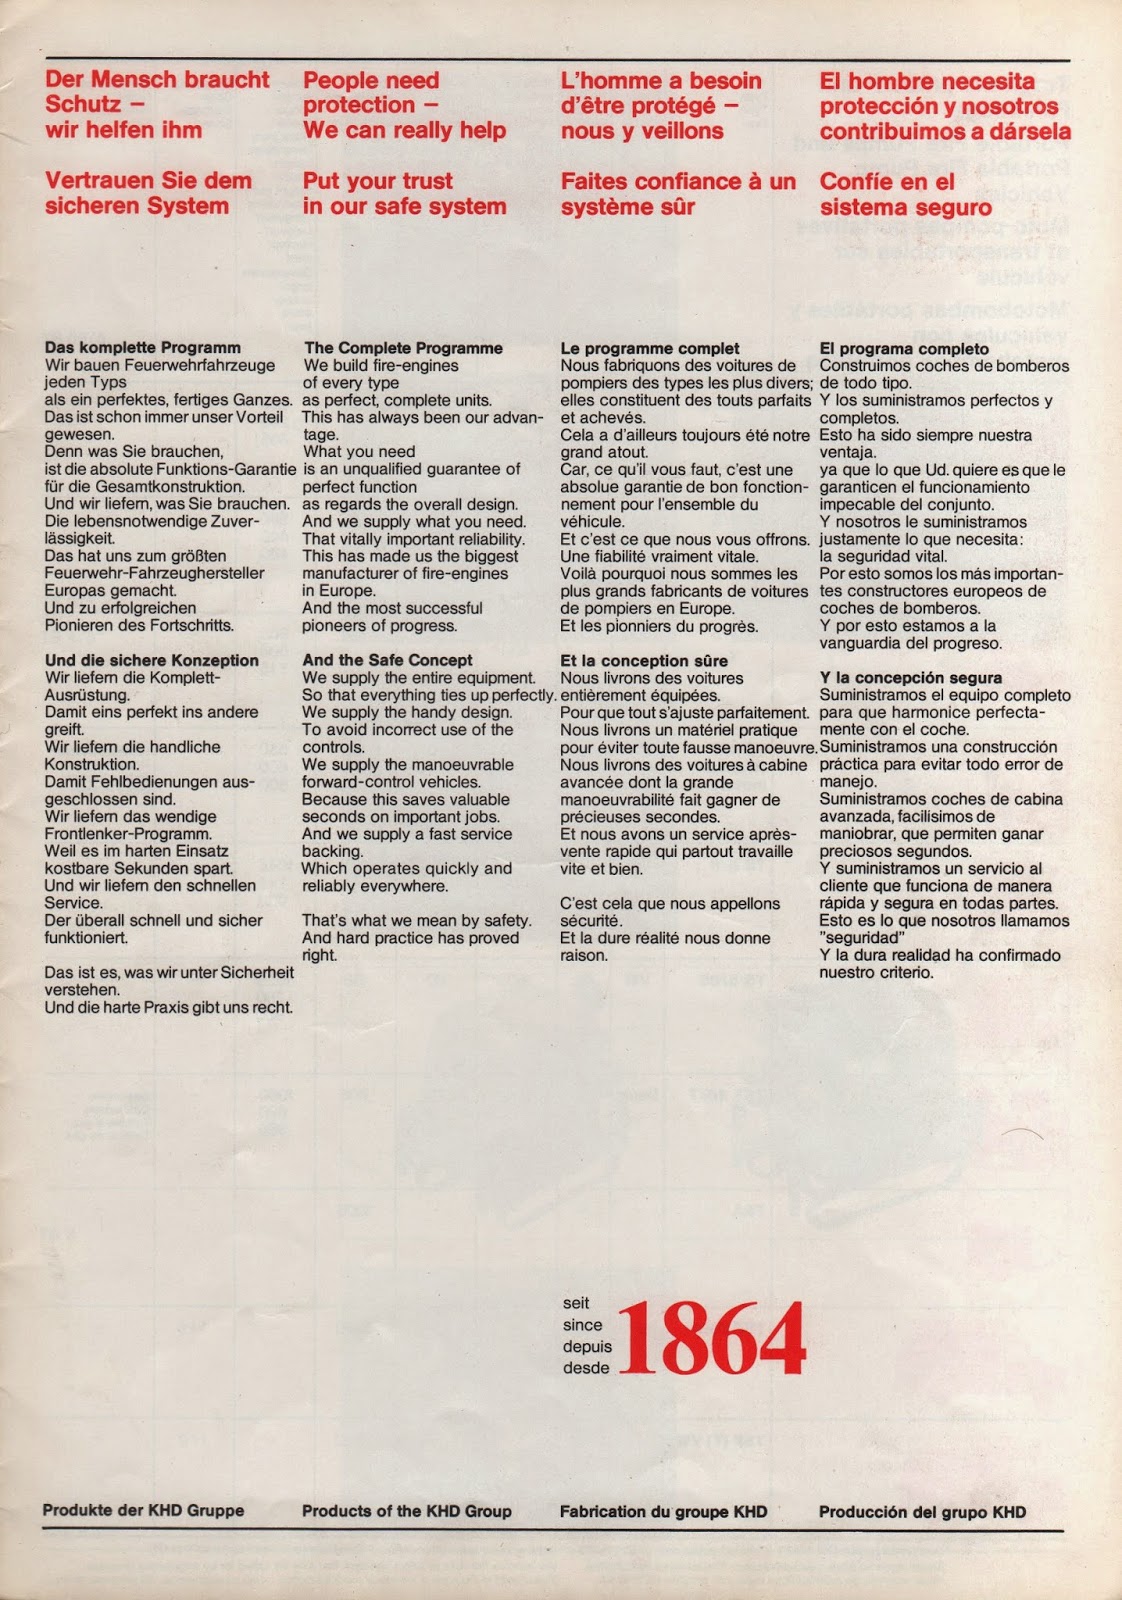 Der Mensch braucht
Schutz –
wir helfen ihm
Vertrauen Sie dem
sicheren System
People need
protection –
We can really help
Put your trust
in our safe system
L'homme a besoin
d'être protégé –
nous y veillons
Faites confiance à un
système sûr
El hombre necesita
protección y nosotros
contribuimos a dársela
Confíe en el
sistema seguro
Das komplette Programm
Wir bauen Feuerwehrfahrzeuge
jeden Typs
als ein perfektes, fertiges Ganzes.
Das ist schon immer unser Vorteil
gewesen.
Denn was Sie brauchen,
ist die absolute Funktions-Garantie
für die Gesamtkonstruktion.
Und wir liefern, was Sie brauchen.
Die lebensnotwendige Zuver-
lässigkeit.
Das hat uns zum größten
Feuerwehr-Fahrzeughersteller
Europas gemacht.
Und zu erfolgreichen
Pionieren des Fortschritts.
Und die sichere Konzeption
Wir liefern die Komplett-
Ausrüstung.
Damit eins perfekt ins andere
greift.
Wir liefern die handliche
Konstruktion.
Damit Fehlbedienungen aus-
geschlossen sind.
Wir liefern das wendige
Frontlenker-Programm.
Weil es im harten Einsatz
kostbare Sekunden spart.
Und wir liefern den schnellen
Service.
Der überall schnell und sicher
funktioniert.
Das ist es, was wir unter Sicherheit
verstehen.
Und die harte Praxis gibt uns recht.
The Complete Programme
We build fire-engines
of every type
as perfect, complete units.
This has always been our advan-
tage.
What you need
is an unqualified guarantee of
perfect function
as regards the overall design.
And we supply what you need.
That vitally important reliability.
This has made us the biggest
manufacturer of fire-engines
in Europe.
And the most successful
pioneers of progress.
And the Safe Concept
We supply the entire equipment.
So that everything ties up perfectly.
We supply the handy design.
To avoid incorrect use of the
controls.
We supply the manoeuvrable
forward-control vehicles.
Because this saves valuable
seconds on important jobs.
And we supply a fast service
backing.
Which operates quickly and
reliably everywhere.
That's what we mean by safety.
And hard practice has proved
right.
Le programme complet
Nous fabriquons des voitures de
pompiers des types les plus divers;
elles constituent des touts parfaits
et achevés.
Cela a d'ailleurs toujours été notre
grand atout.
Car, ce qu'il vous faut, c'est une
absolue garantie de bon fonction-
nement pour l'ensemble du
véhicule.
Et c'est ce que nous vous offrons.
Une fiabilité vraiment vitale.
Voilà pourquoi nous sommes les
plus grands fabricants de voitures
de pompiers en Europe.
Et les pionniers du progrès.
Et la conception sûre
Nous livrons des voitures
entièrement équipées.
Pour que tout s'ajuste parfaitement.
Nous livrons un matériel pratique
pour éviter toute fausse manoeuvre.
Nous livrons des voitures à cabine
avancée dont la grande
manoeuvrabilité fait gagner de
précieuses secondes.
Et nous avons un service après-
vente rapide qui partout travaille
vite et bien.
C'est cela que nous appellons
sécurité.
Et la dure réalité nous donne
raison.
El programa completo
Construimos coches de bomberos
de todo tipo.
Y los suministramos perfectos y
completos.
Esto ha sido siempre nuestra
ventaja.
ya que lo que Ud. quiere es que le
garanticen el funcionamiento
impecable del conjunto.
Y nosotros le suministramos
justamente lo que necesita:
la seguridad vital.
Por esto somos los más importan-
tes constructores europeos de
coches de bomberos.
Y por esto estamos a la
vanguardia del progreso.
Y la concepción segura
Suministramos el equipo completo
para que harmonice perfecta-
mente con el coche.
Suministramos una construcción
práctica para evitar todo error de
manejo.
Suministramos coches de cabina
avanzada, facilísimos de
maniobrar, que permiten ganar
preciosos segundos.
Y suministramos un servicio al
cliente que funciona de manera
rápida y segura en todas partes.
Esto es lo que nosotros llamamos
"seguridad"
Y la dura realidad ha confirmado
nuestro criterio.
seit
since
depuis
desde
1864
Produkte der KHD Gruppe
Products of the KHD Group
Fabrication du groupe KHD
Producción del grupo KHD